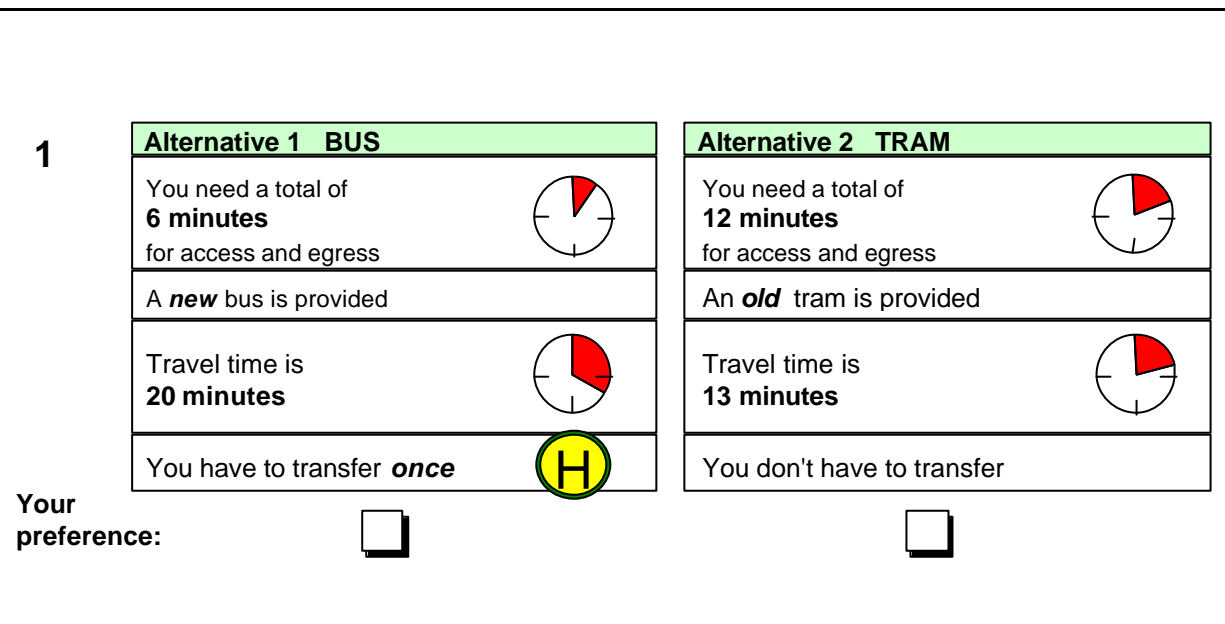 1
Alternative 1 BUS
You need a total of
6 minutes
for access and egress
A new bus is provided
Travel time is
20 minutes
You have to transfer once
H
Alternative 2 TRAM
You need a total of
12 minutes
for access and egress
An old tram is provided
Travel time is
13 minutes
You don't have to transfer
Your
preference: